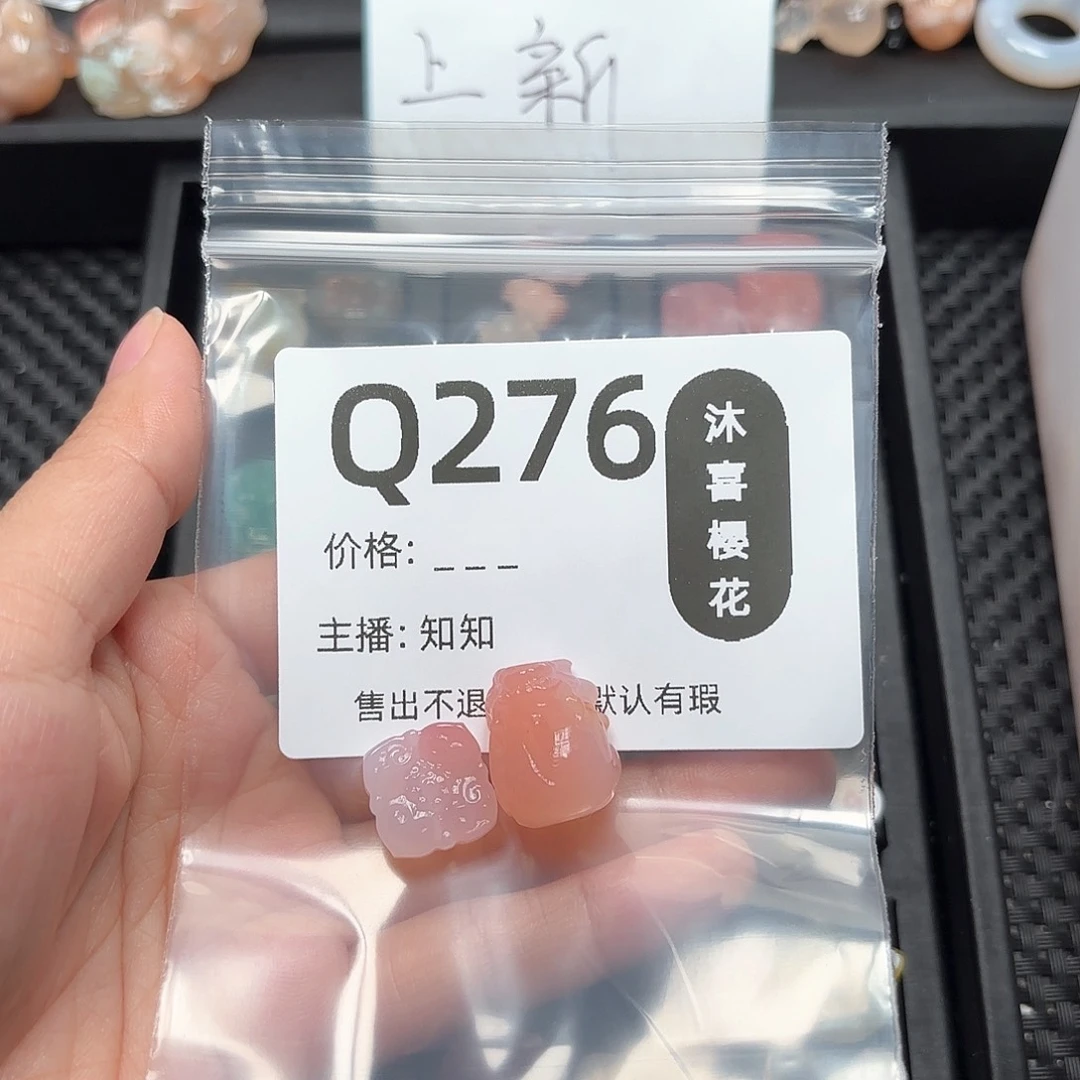 上新
Q276
沐喜樱花
价格: _ _ _
主播: 知知
售出不退 默认有瑕